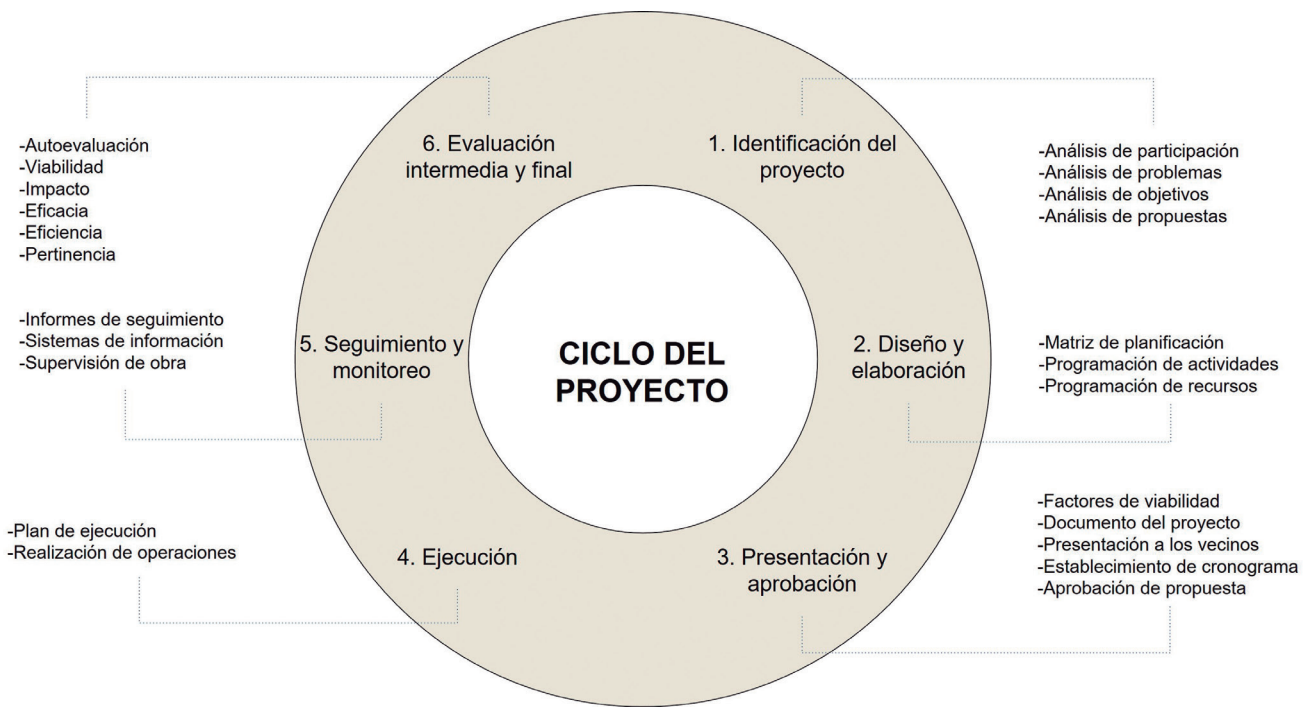 CICLO DEL
PROYECTO
1. Identificación del
proyecto
-Análisis de participación
-Análisis de problemas
-Análisis de objetivos
-Análisis de propuestas
2. Diseño y
elaboración
-Matriz de planificación
-Programación de actividades
-Programación de recursos
3. Presentación y
aprobación
-Factores de viabilidad
-Documento del proyecto
-Presentación a los vecinos
-Establecimiento de cronograma
-Aprobación de propuesta
4. Ejecución
-Plan de ejecución
-Realización de operaciones
5. Seguimiento y
monitoreo
-Informes de seguimiento
-Sistemas de información
-Supervisión de obra
6. Evaluación
intermedia y final
-Autoevaluación
-Viabilidad
-Impacto
-Eficacia
-Eficiencia
-Pertinencia